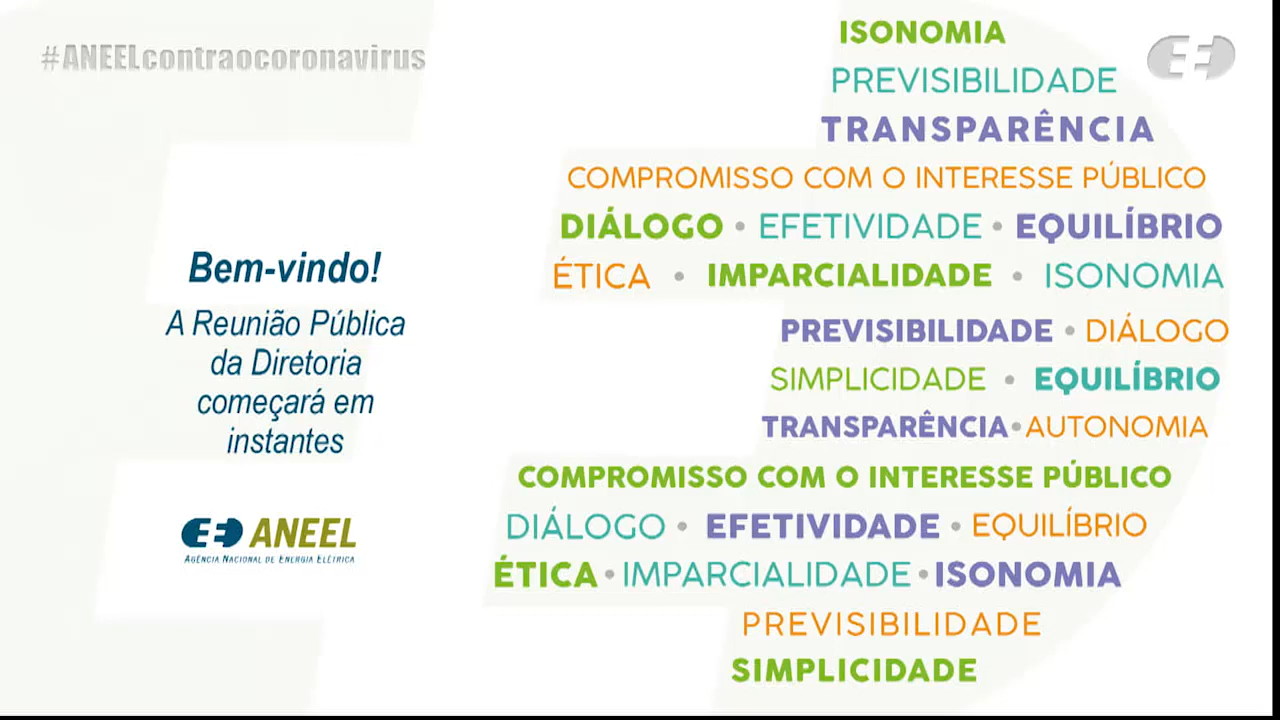 #ANEELcontraocoronavirus
Bem-vindo!
A Reunião Pública
da Diretoria
começará em
instantes
ANEEL
AGÊNCIA NACIONAL DE ENERGIA ELÉTRICA
ISONOMIA
PREVISIBILIDADE
TRANSPARÊNCIA
COMPROMISSO COM O INTERESSE PÚBLICO
DIÁLOGO • EFETIVIDADE • EQUILÍBRIO
ÉTICA • IMPARCIALIDADE • ISONOMIA
PREVISIBILIDADE • DIÁLOGO
SIMPLICIDADE • EQUILÍBRIO
TRANSPARÊNCIA • AUTONOMIA
COMPROMISSO COM O INTERESSE PÚBLICO
DIÁLOGO • EFETIVIDADE • EQUILÍBRIO
ÉTICA • IMPARCIALIDADE • ISONOMIA
PREVISIBILIDADE
SIMPLICIDADE